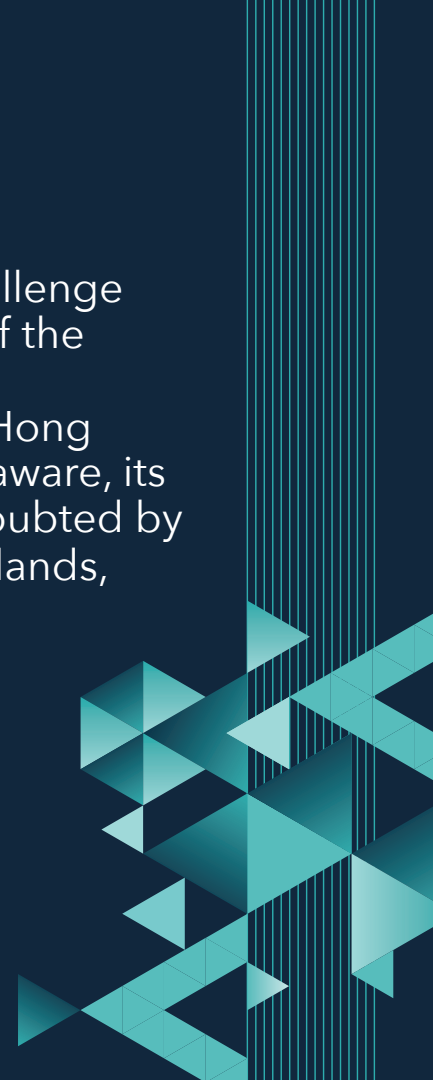 llenge
f the
Hong
aware, its
oubted by
lands,